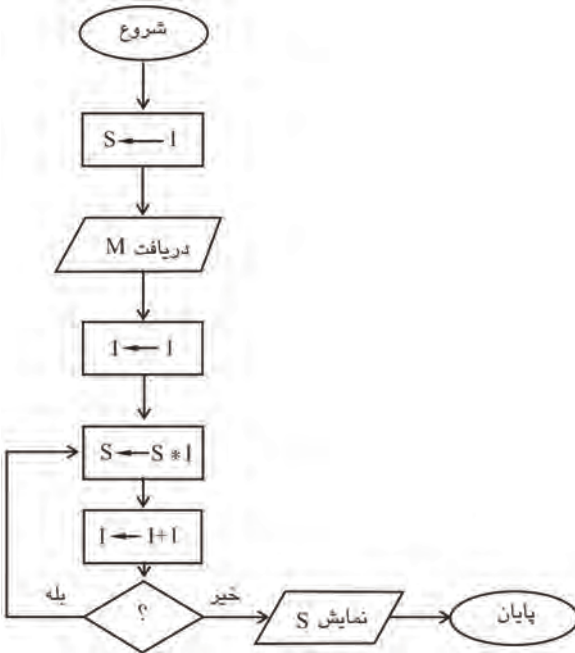 شروع
S ← 1
دریافت M
I ← 1
S ← S * I
I ← I+1
؟
بله
خیر
نمایش S
پایان